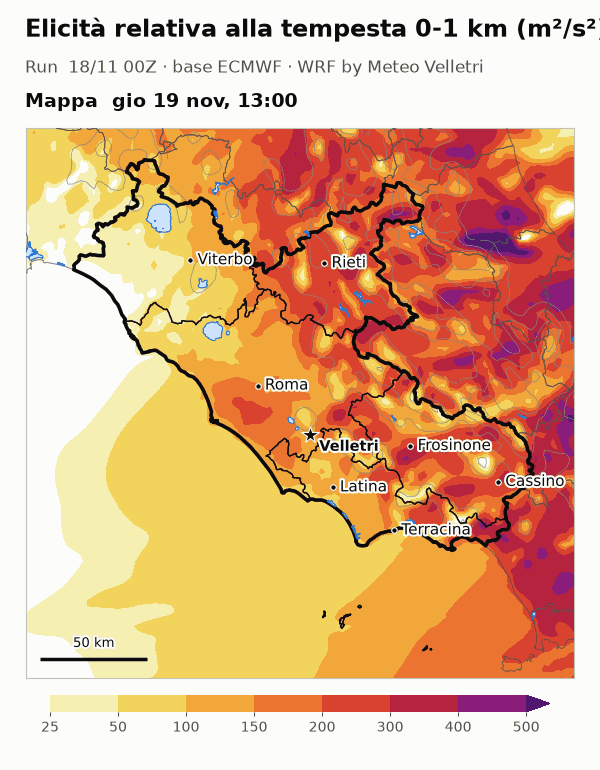 Elicità relativa alla tempesta 0-1 km (m²/s²)
Run  18/11 00Z · base ECMWF · WRF by Meteo Velletri
Mappa  gio 19 nov, 13:00
Viterbo
Rieti
Roma
Velletri
Frosinone
Cassino
Latina
Terracina
50 km
25 50 100 150 200 300 400 500